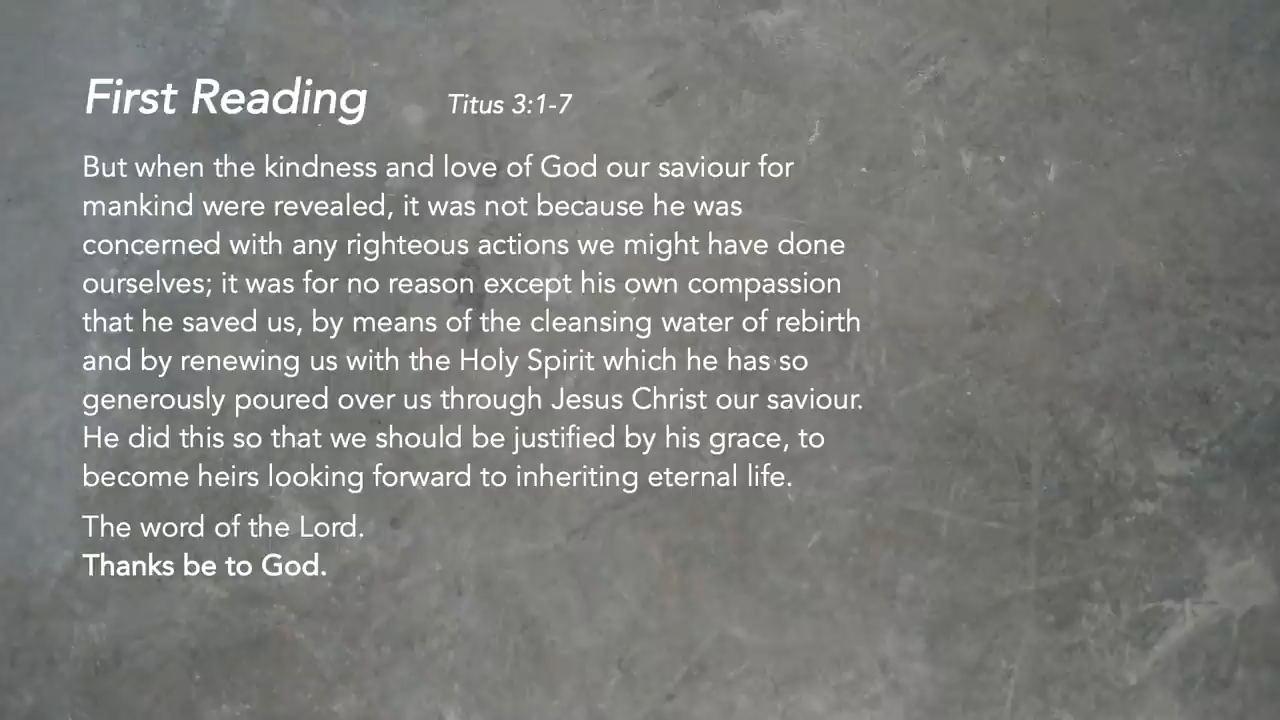 First Reading Titus 3:1-7
But when the kindness and love of God our saviour for
mankind were revealed, it was not because he was
concerned with any righteous actions we might have done
ourselves; it was for no reason except his own compassion
that he saved us, by means of the cleansing water of rebirth
and by renewing us with the Holy Spirit which he has so
generously poured over us through Jesus Christ our saviour.
He did this so that we should be justified by his grace, to
become heirs looking forward to inheriting eternal life.
The word of the Lord.
Thanks be to God.